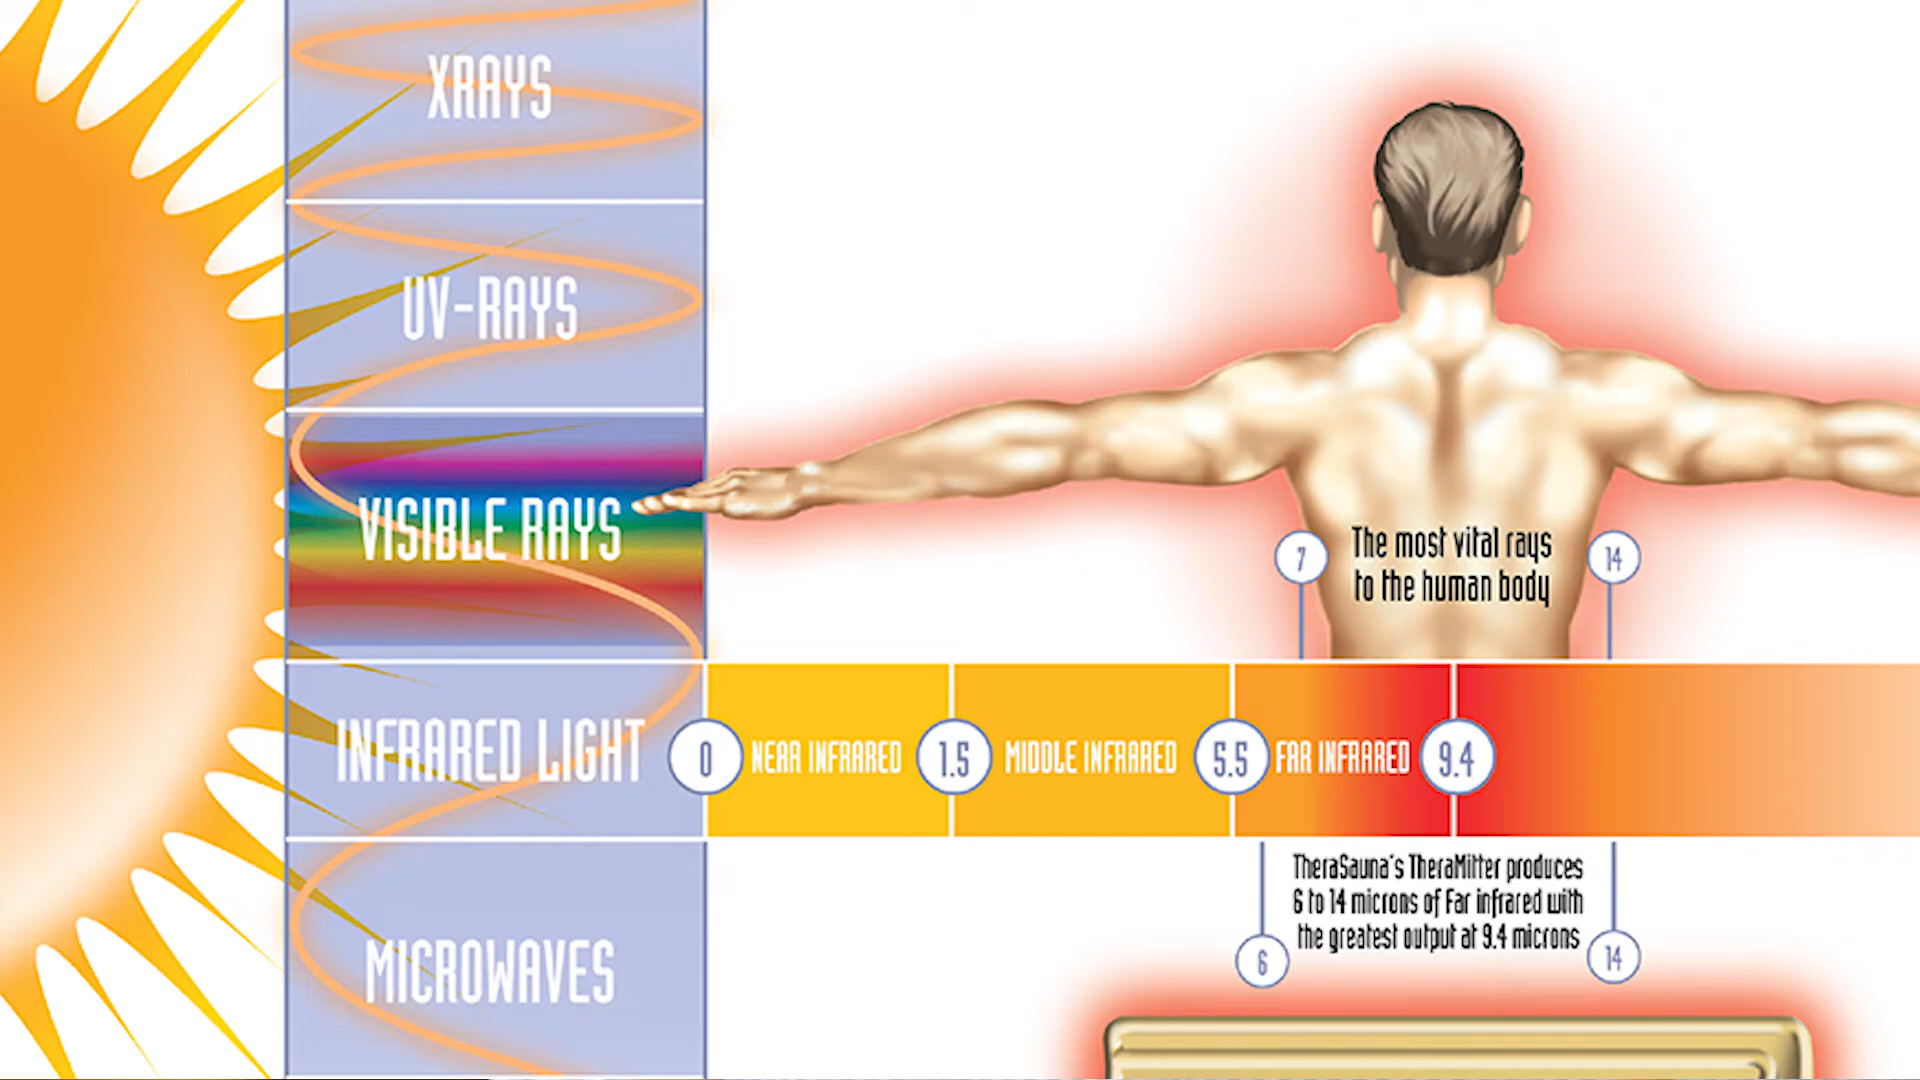 XRAYS
UV-RAYS
VISIBLE RAYS
7
The most vital rays
to the human body
14
INFRARED LIGHT
0
NEAR INFRARED
1.5
MIDDLE INFRARED
5.5
FAR INFRARED
9.4
TheraSauna's TheraMitter produces
6 to 14 microns of Far infrared with
the greatest output at 9.4 microns
6
14
MICROWAVES